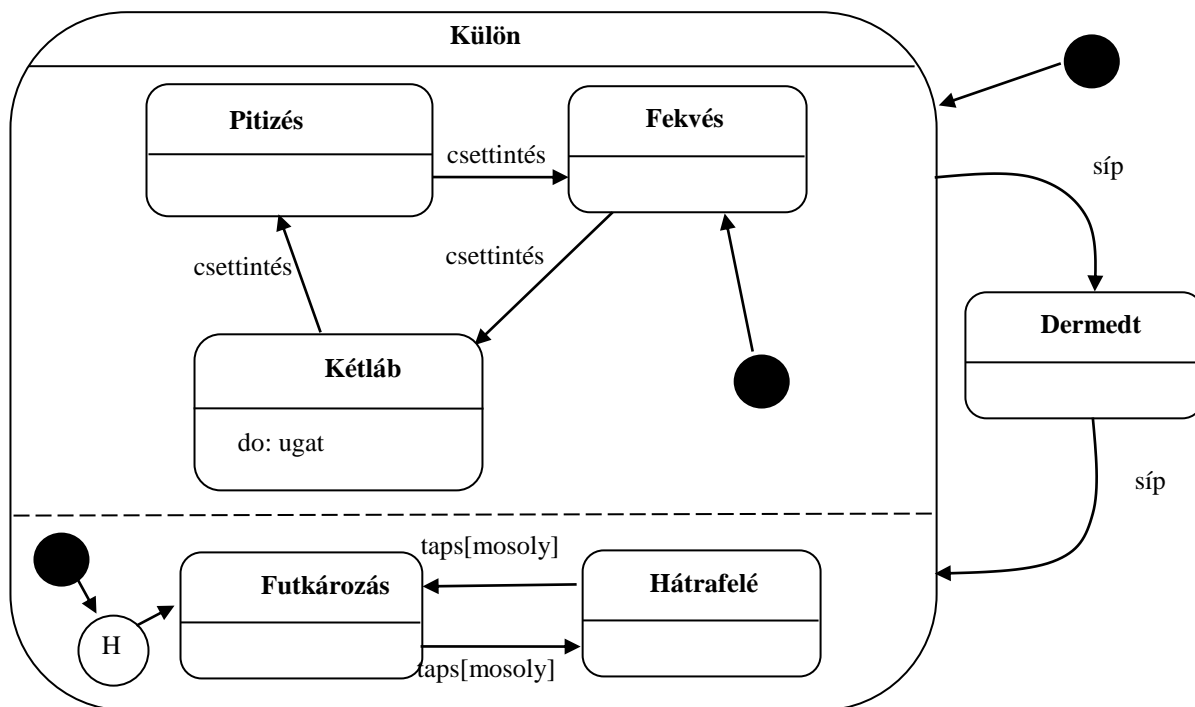 Külön
Pitizés
Fekvés
csettintés
síp
csettintés
csettintés
Dermedt
Kétláb
do: ugat
síp
taps[mosoly]
Futkározás
Hátrafelé
H
taps[mosoly]